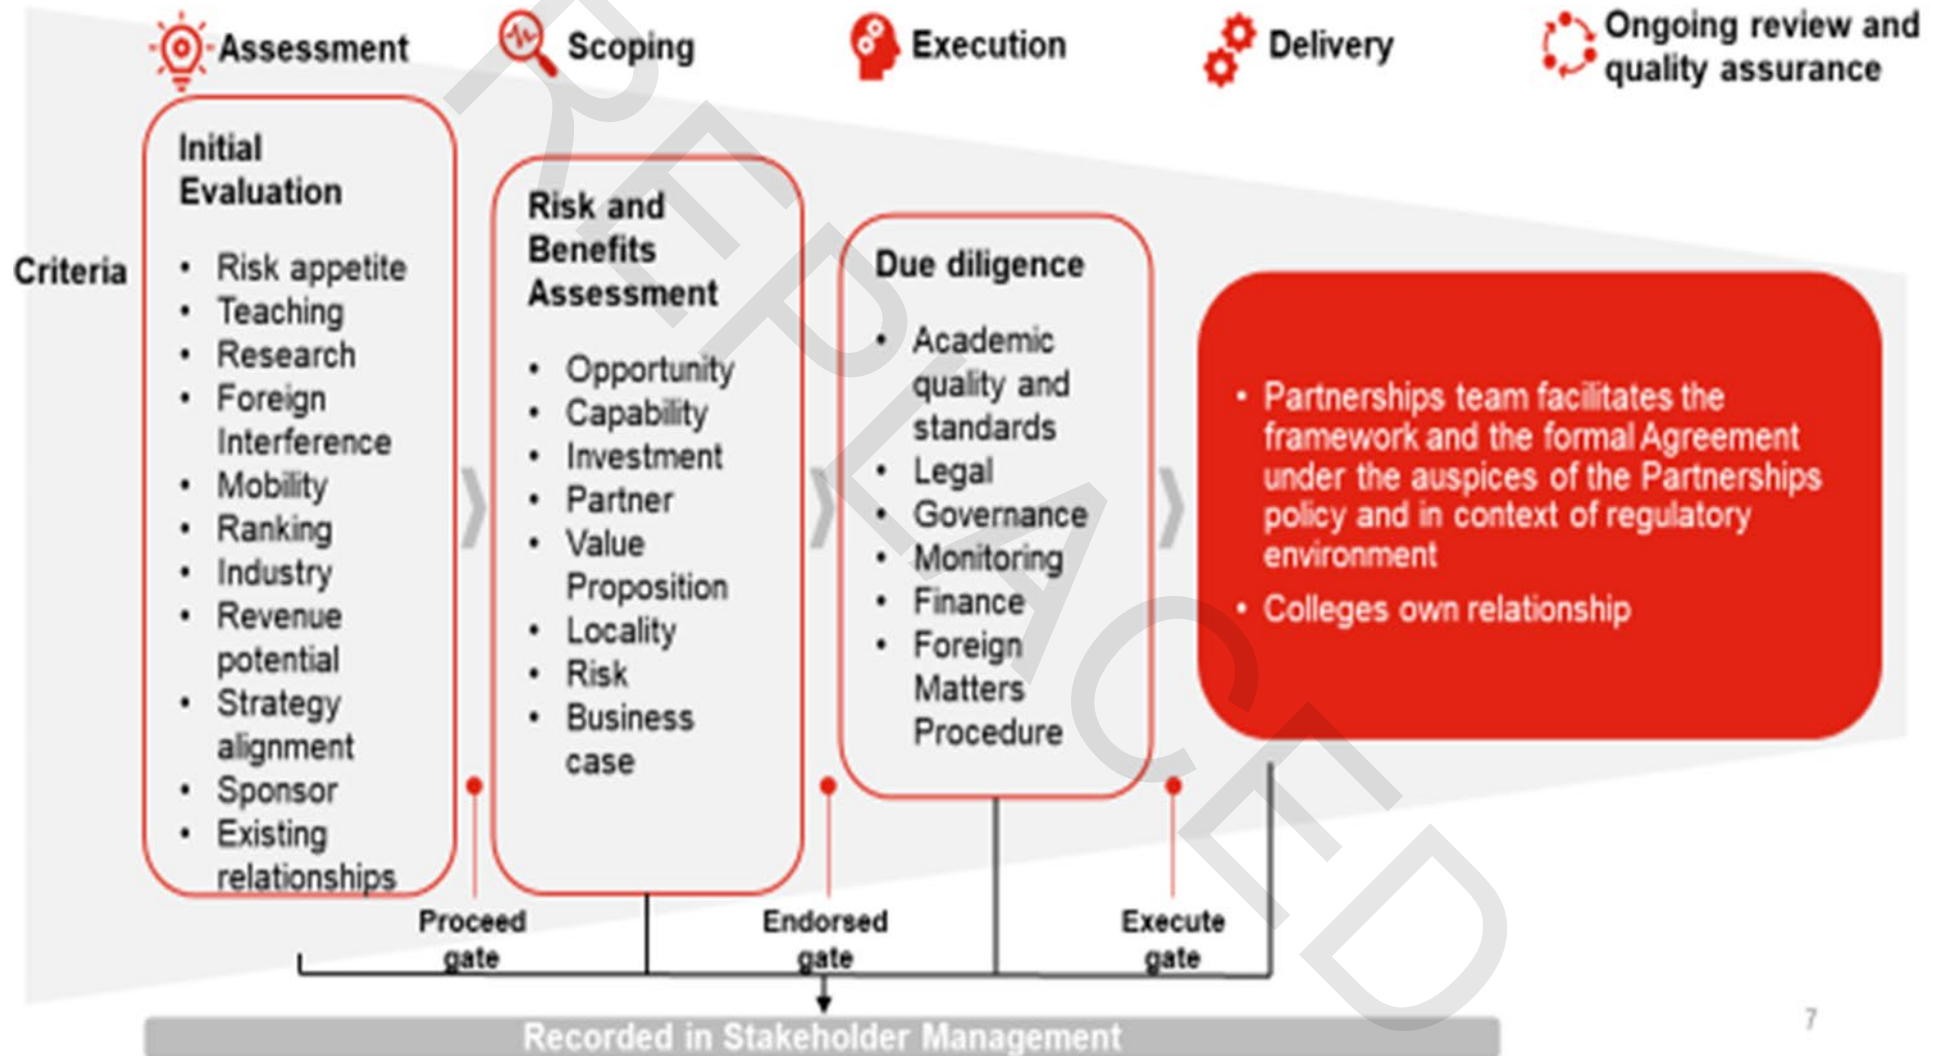 Assessment
Scoping
Execution
Delivery
Ongoing review and
quality assurance
Criteria
Initial
Evaluation
• Risk appetite
• Teaching
• Research
• Foreign
Interference
• Mobility
• Ranking
• Industry
• Revenue
potential
• Strategy
alignment
• Sponsor
• Existing
relationships
Risk and
Benefits
Assessment
• Opportunity
• Capability
• Investment
• Partner
• Value
Proposition
• Locality
• Risk
• Business
case
Due diligence
• Academic
quality and
standards
• Legal
• Governance
• Monitoring
• Finance
• Foreign
Matters
Procedure
• Partnerships team facilitates the
framework and the formal Agreement
under the auspices of the Partnerships
policy and in context of regulatory
environment
• Colleges own relationship
Proceed
gate
Endorsed
gate
Execute
gate
Recorded in Stakeholder Management
7
REPLACED